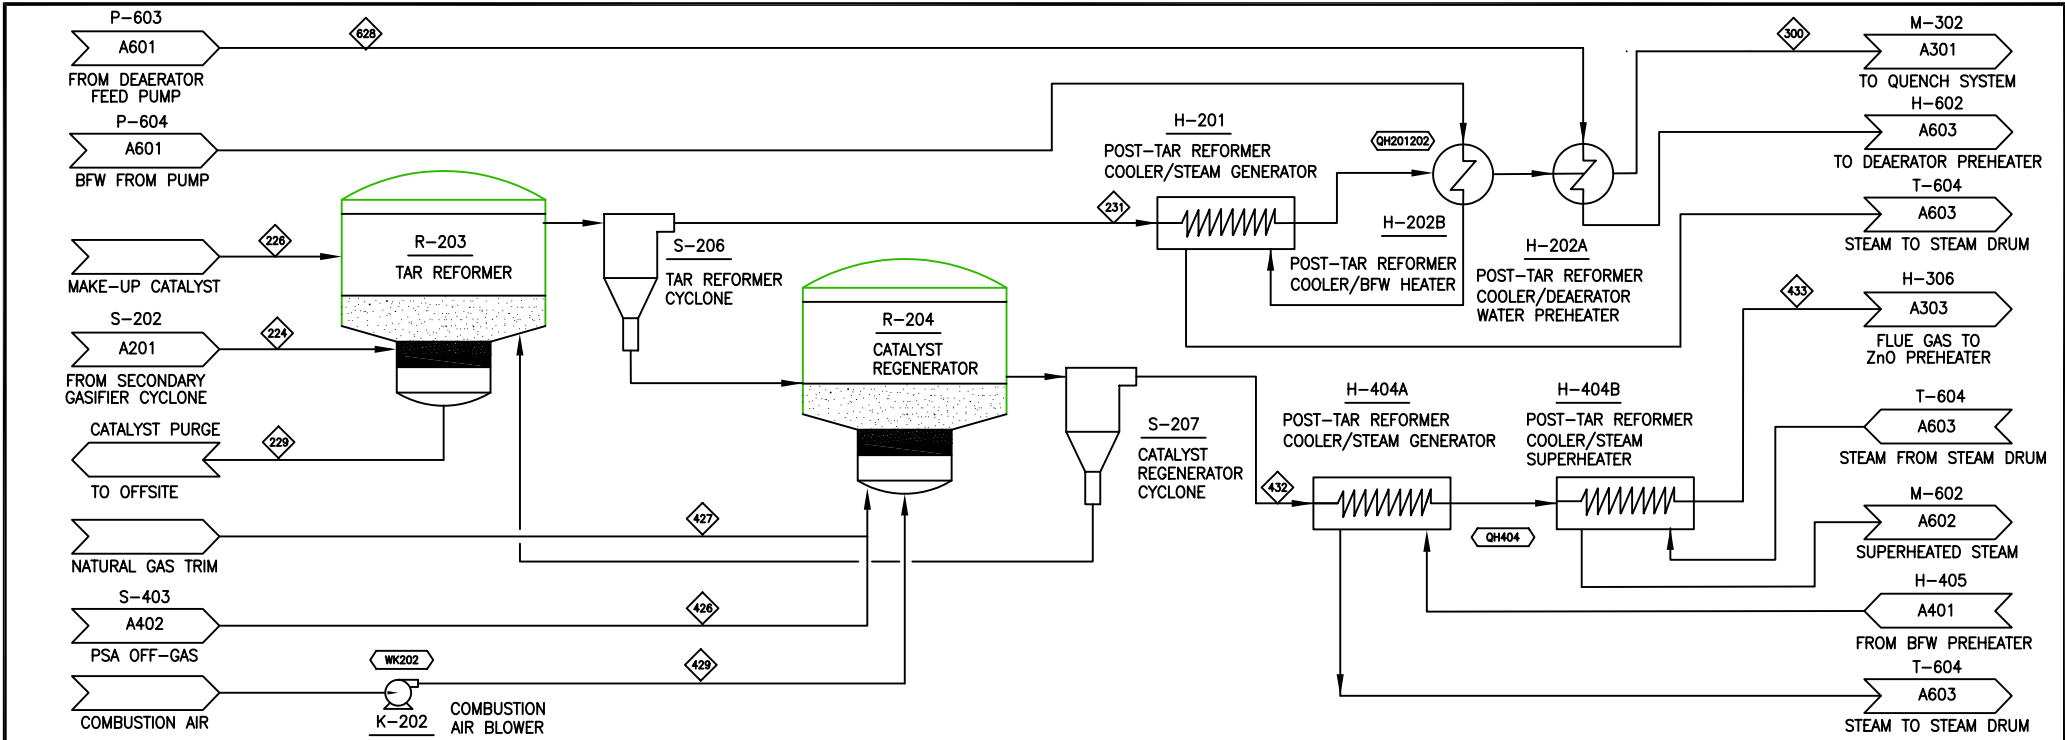 P-603
A601
FROM DEAERATOR
FEED PUMP
628
P-604
A601
BFW FROM PUMP
MAKE-UP CATALYST
226
S-202
A201
FROM SECONDARY
GASIFIER CYCLONE
224
CATALYST PURGE
229
TO OFFSITE
NATURAL GAS TRIM
427
S-403
A402
PSA OFF-GAS
426
COMBUSTION AIR
WK202
K-202
COMBUSTION
AIR BLOWER
429
R-203
TAR REFORMER
S-206
TAR REFORMER
CYCLONE
R-204
CATALYST
REGENERATOR
S-207
CATALYST
REGENERATOR
CYCLONE
231
H-201
POST-TAR REFORMER
COOLER/STEAM GENERATOR
QH201202
H-202B
POST-TAR REFORMER
COOLER/BFW HEATER
H-202A
POST-TAR REFORMER
COOLER/DEAERATOR
WATER PREHEATER
432
H-404A
POST-TAR REFORMER
COOLER/STEAM GENERATOR
QH404
H-404B
POST-TAR REFORMER
COOLER/STEAM
SUPERHEATER
300
M-302
A301
TO QUENCH SYSTEM
H-602
A603
TO DEAERATOR PREHEATER
T-604
A603
STEAM TO STEAM DRUM
433
H-306
A303
FLUE GAS TO
ZnO PREHEATER
T-604
A603
STEAM FROM STEAM DRUM
M-602
A602
SUPERHEATED STEAM
H-405
A401
FROM BFW PREHEATER
T-604
A603
STEAM TO STEAM DRUM